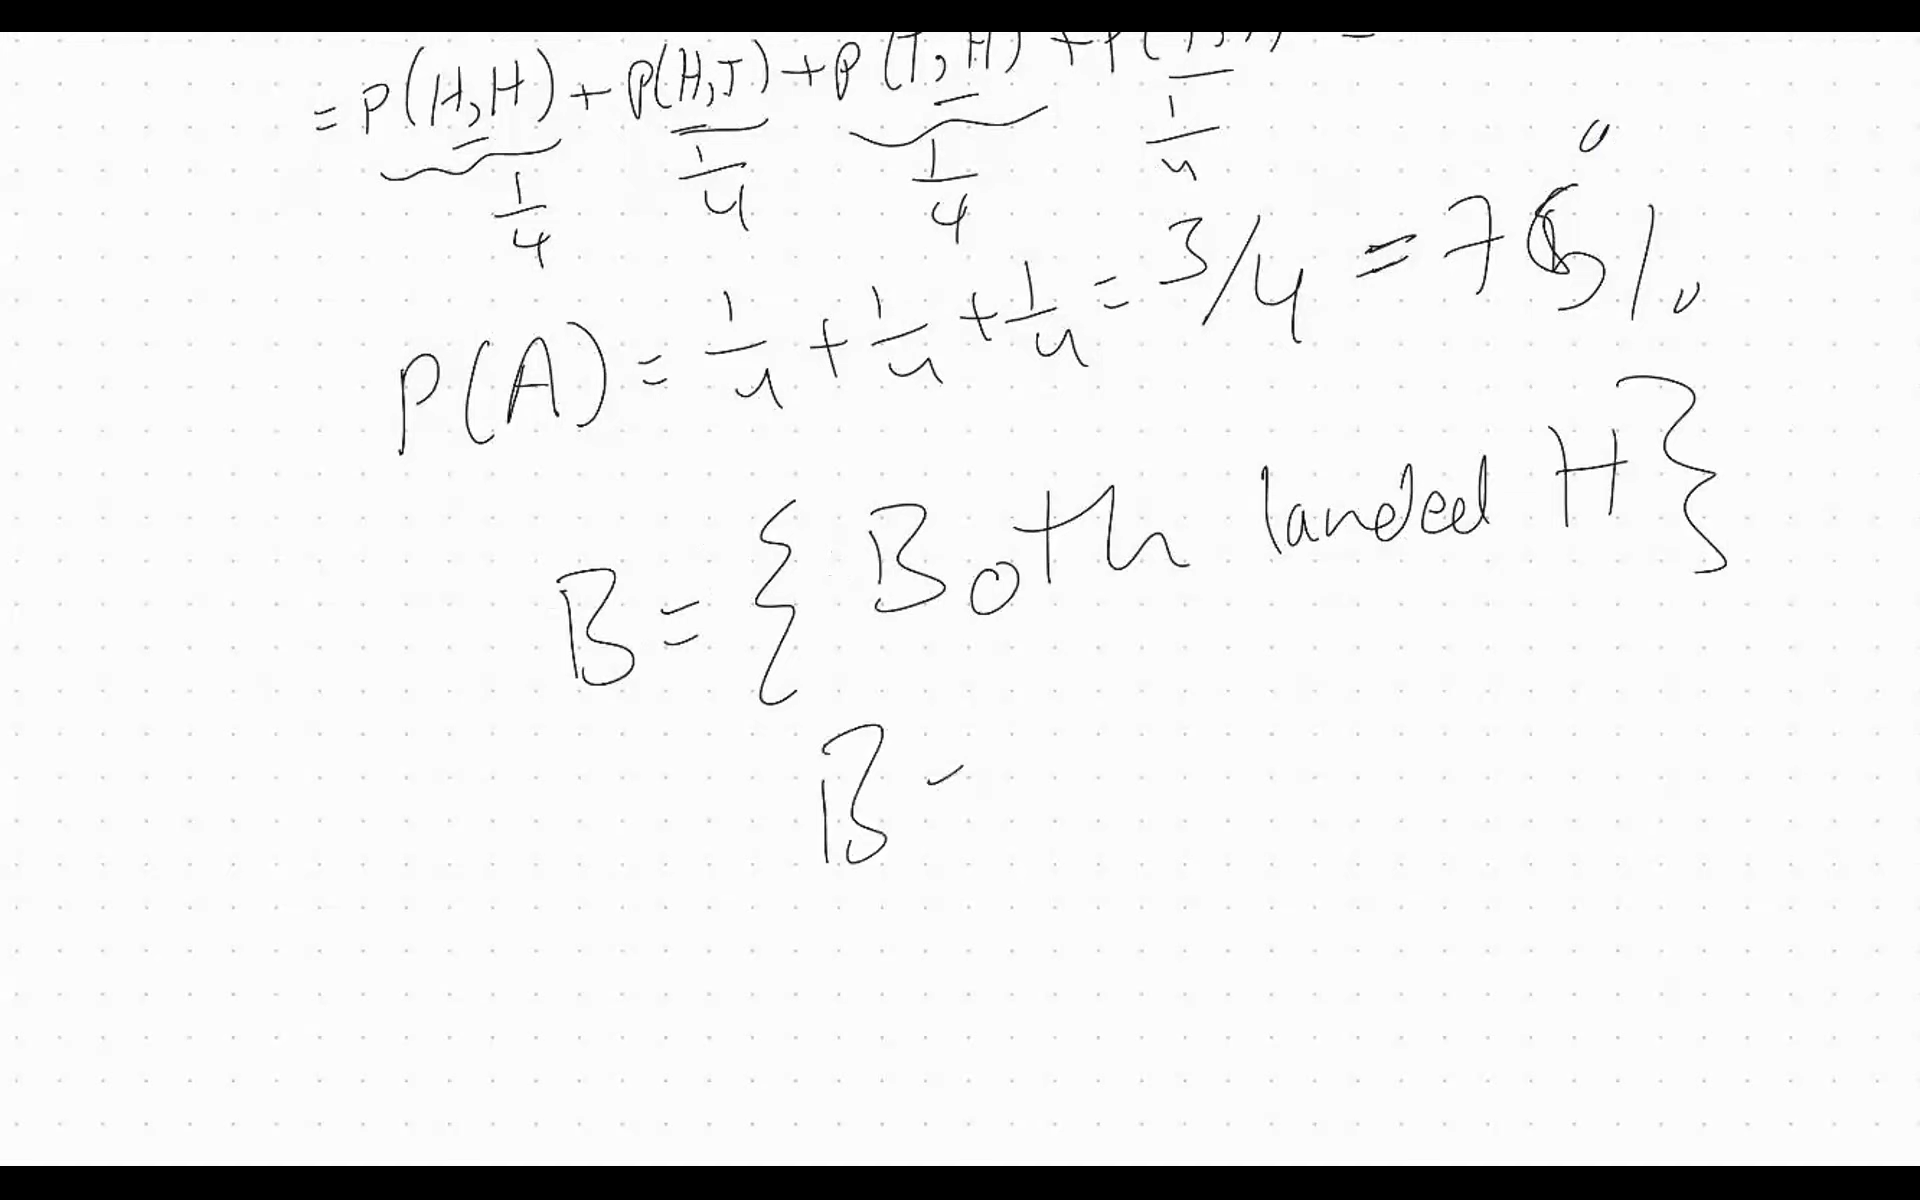 = P(H,H) + P(H,T) + P(T,H) + P(
1/4 1/4 1/4 1/4
P(A) = 1/4 + 1/4 + 1/4 = 3/4 = 75%
B = { Both landed H }
B -